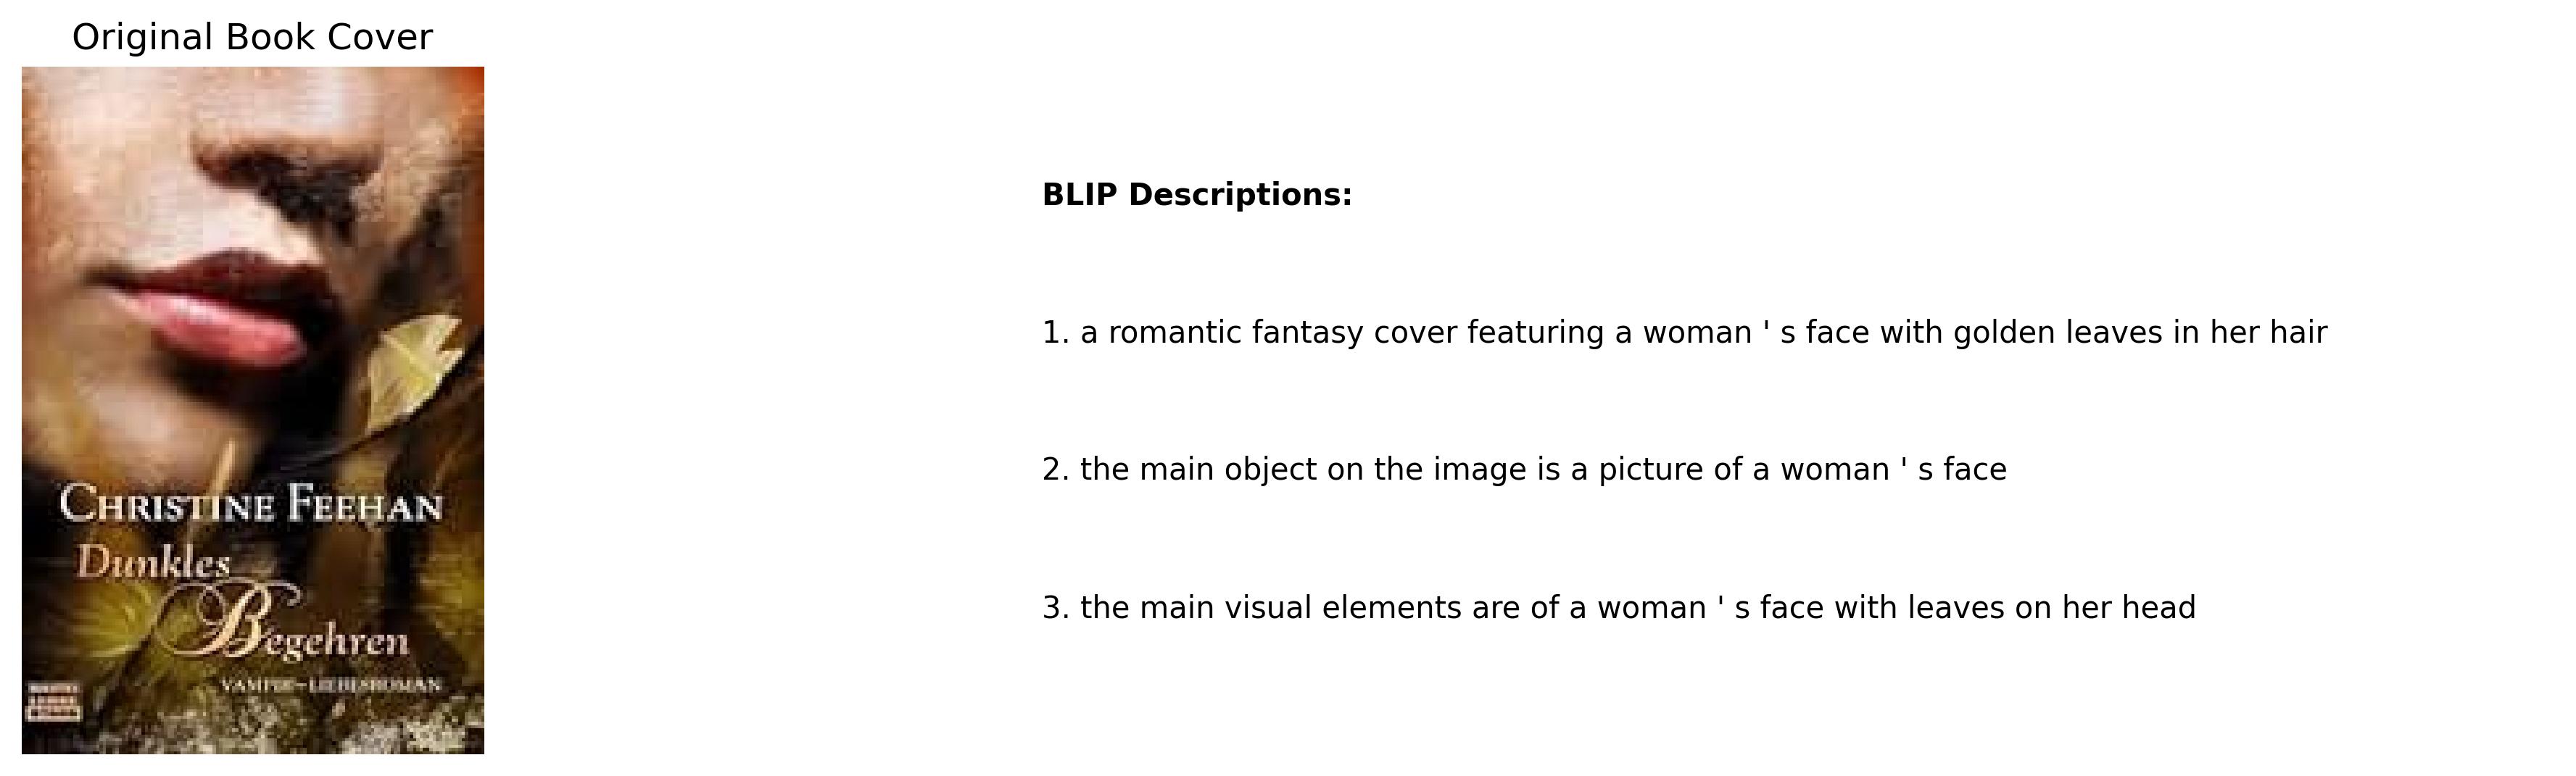 Original Book Cover
CHRISTINE FEEHAN
Dunkles
Begehren
VAMPIR-LIEBESROMAN
BLIP Descriptions:
1. a romantic fantasy cover featuring a woman ' s face with golden leaves in her hair
2. the main object on the image is a picture of a woman ' s face
3. the main visual elements are of a woman ' s face with leaves on her head